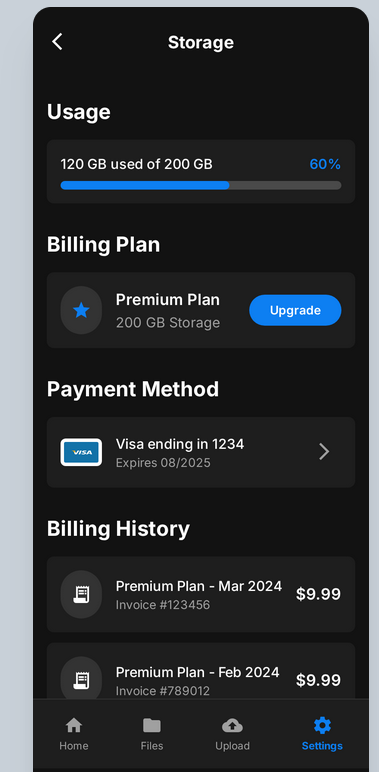 Storage
Usage
120 GB used of 200 GB
60%
Billing Plan
Premium Plan
200 GB Storage
Upgrade
Payment Method
VISA
Visa ending in 1234
Expires 08/2025
Billing History
Premium Plan - Mar 2024
Invoice #123456
$9.99
Premium Plan - Feb 2024
Invoice #789012
$9.99
Home
Files
Upload
Settings